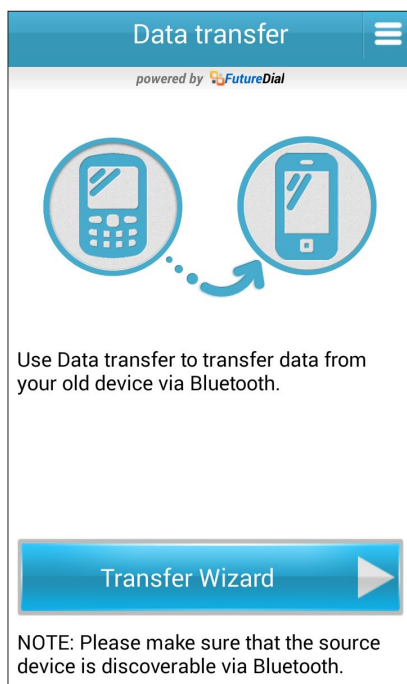 Data transfer
powered by FutureDial
Use Data transfer to transfer data from
your old device via Bluetooth.
Transfer Wizard
NOTE: Please make sure that the source
device is discoverable via Bluetooth.